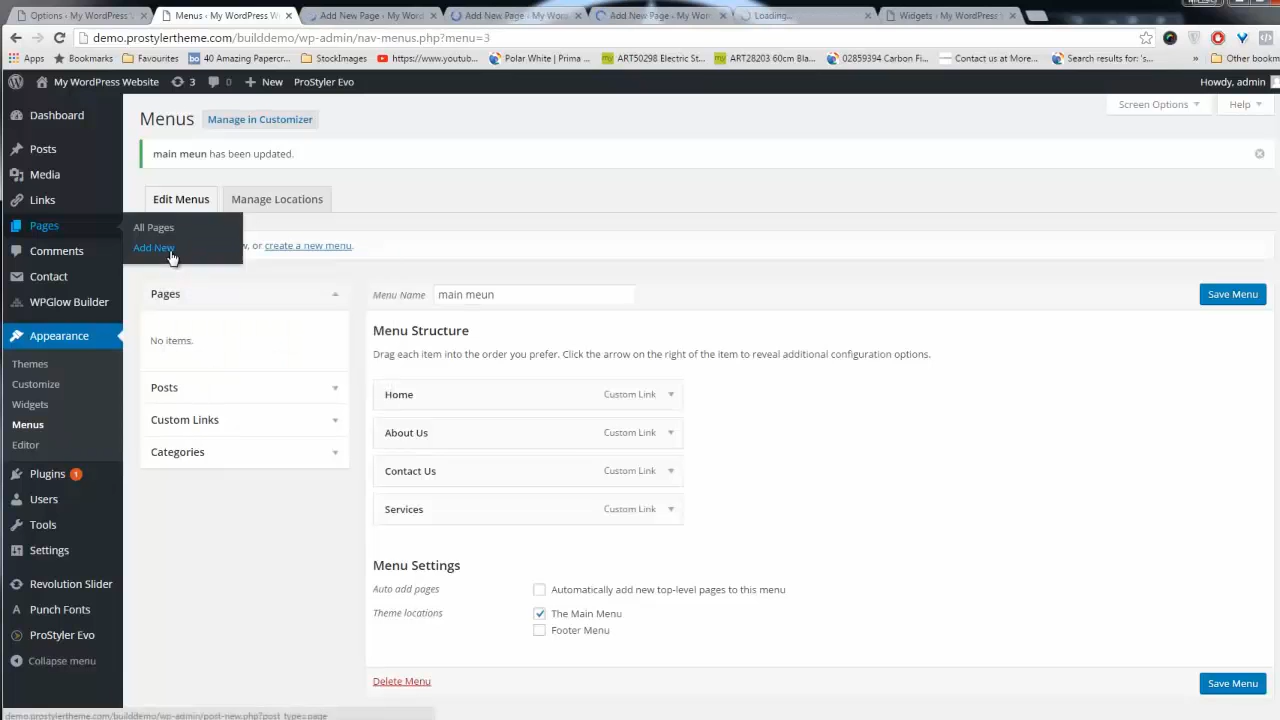 Options ‹ My WordPress W
Menus ‹ My WordPress W
Add New Page ‹ My Word
Add New Page ‹ My Wor
Add New Page ‹ My Wor
Loading...
Widgets ‹ My WordPress
demo.prostylertheme.com/builddemo/wp-admin/nav-menus.php?menu=3
Apps
Bookmarks
Favourites
40 Amazing Papercr...
StockImages
https://www.youtub...
Polar White | Prima ...
ART50298 Electric St...
ART28203 60cm Bla...
02859394 Carbon Fi...
Contact us at More...
Search results for: 's...
»
Other bookm
My WordPress Website
3
0
New
ProStyler Evo
Howdy, admin
Dashboard
Posts
Media
Links
Pages
Comments
Contact
WPGlow Builder
Appearance
Themes
Customize
Widgets
Menus
Editor
Plugins 1
Users
Tools
Settings
Revolution Slider
Punch Fonts
ProStyler Evo
Collapse menu
All Pages
Add New
Screen Options
Help
Menus
Manage in Customizer
main meun has been updated.
Edit Menus
Manage Locations
w, or create a new menu.
Pages
No items.
Posts
Custom Links
Categories
Menu Name
main meun
Save Menu
Menu Structure
Drag each item into the order you prefer. Click the arrow on the right of the item to reveal additional configuration options.
Home Custom Link
About Us Custom Link
Contact Us Custom Link
Services Custom Link
Menu Settings
Auto add pages
Automatically add new top-level pages to this menu
Theme locations
The Main Menu
Footer Menu
Delete Menu
Save Menu
demo.prostylertheme.com/builddemo/wp-admin/post-new.php?post_type=page